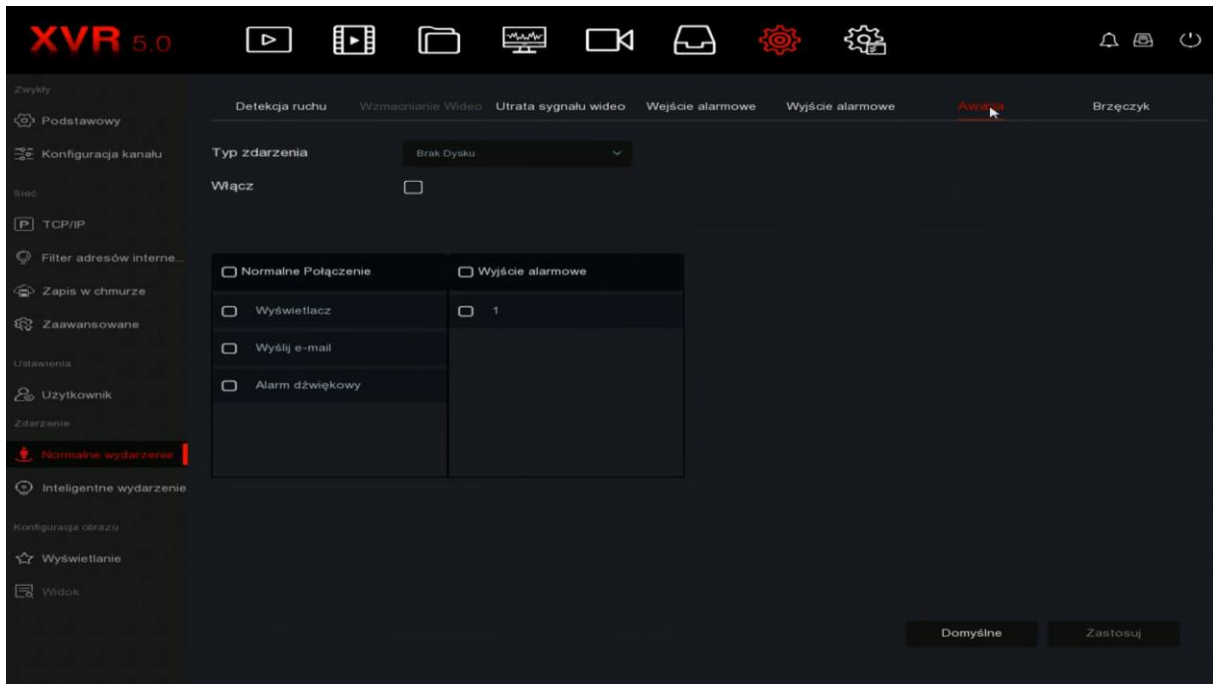 XVR 5.0
Zwykły
Podstawowy
Konfiguracja kanału
Sieć
P TCP/IP
Filter adresów interne...
Zapis w chmurze
Zaawansowane
Ustawienia
Użytkownik
Zdarzenie
Normalne wydarzenie
Inteligentne wydarzenie
Konfiguracja obrazu
Wyświetlanie
Widok
Detekcja ruchu Wzmacnianie Wideo Utrata sygnału wideo Wejście alarmowe Wyjście alarmowe Awaria Brzęczyk
Typ zdarzenia Brak Dysku
Włącz
Normalne Połączenie Wyjście alarmowe
Wyświetlacz 1
Wyślij e-mail
Alarm dźwiękowy
Domyślne Zastosuj